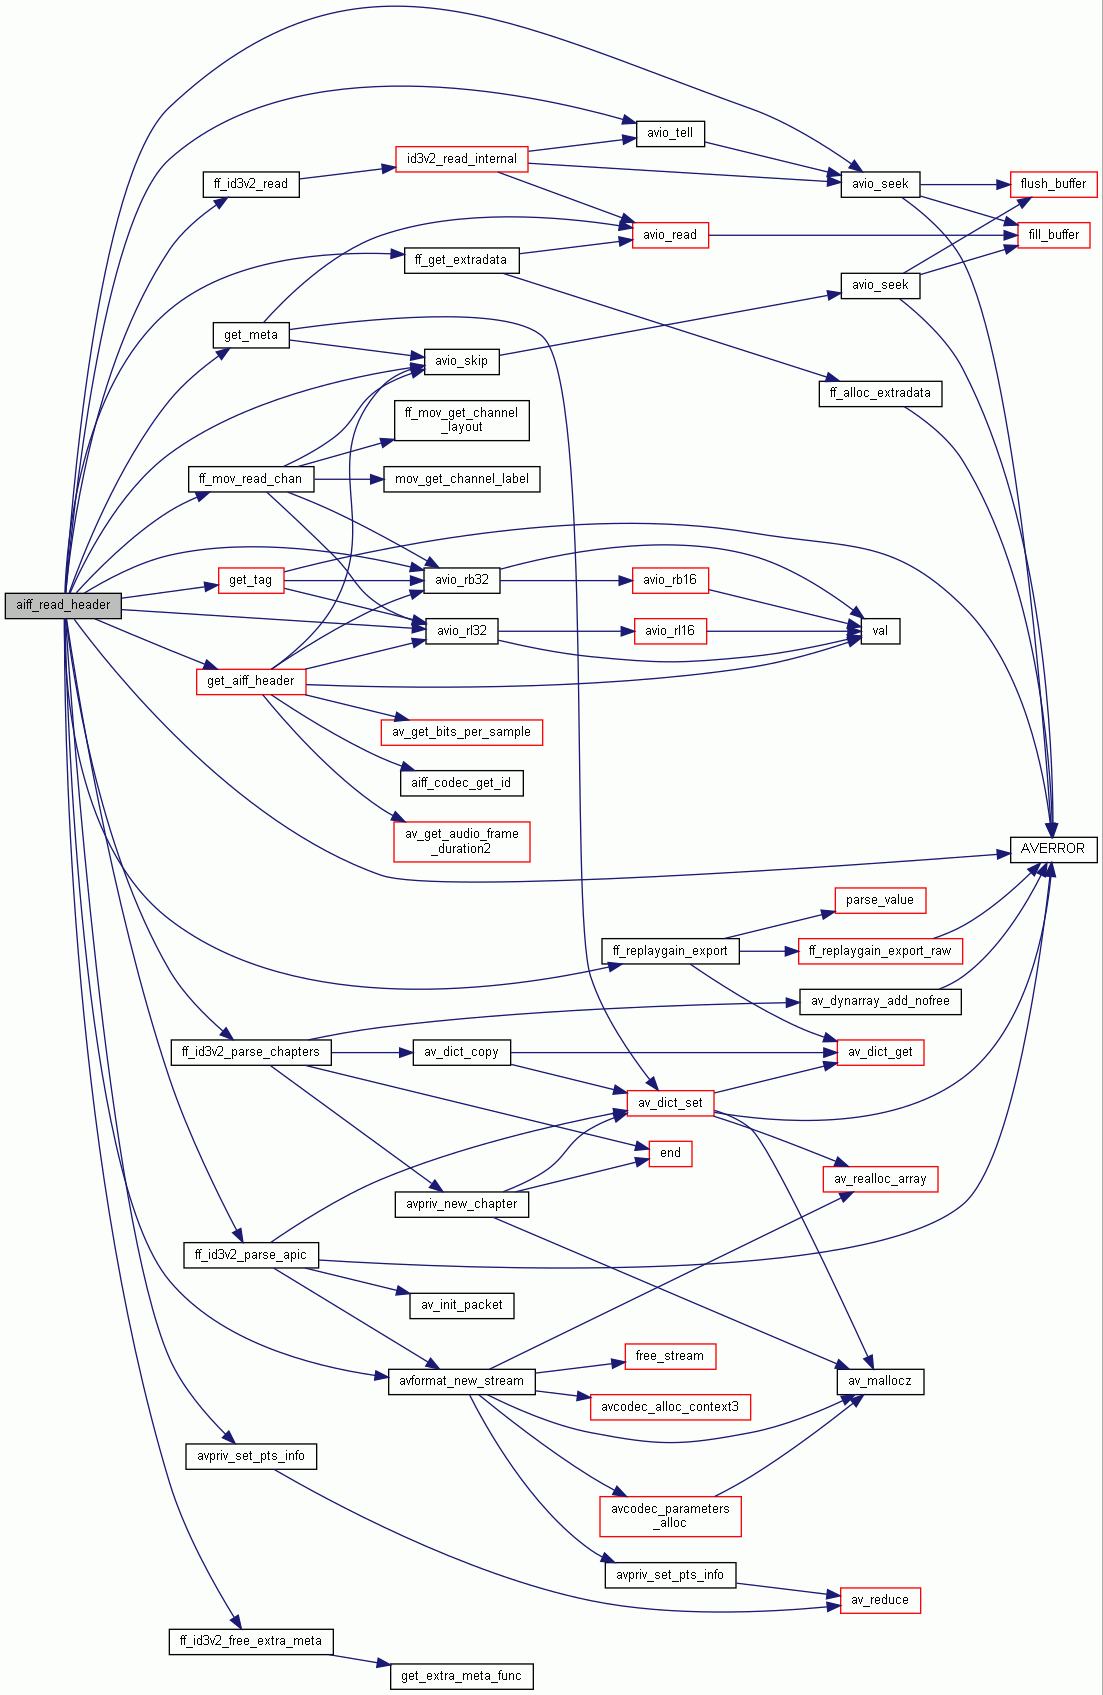 avio_tell
id3v2_read_internal
ff_id3v2_read
avio_seek
flush_buffer
avio_read
fill_buffer
ff_get_extradata
avio_seek
get_meta
avio_skip
ff_alloc_extradata
ff_mov_get_channel
_layout
ff_mov_read_chan
mov_get_channel_label
get_tag
avio_rb32
avio_rb16
aiff_read_header
avio_rl32
avio_rl16
val
get_aiff_header
av_get_bits_per_sample
aiff_codec_get_id
av_get_audio_frame
_duration2
AVERROR
parse_value
ff_replaygain_export
ff_replaygain_export_raw
av_dynarray_add_nofree
ff_id3v2_parse_chapters
av_dict_copy
av_dict_get
av_dict_set
end
av_realloc_array
avpriv_new_chapter
ff_id3v2_parse_apic
av_init_packet
free_stream
avformat_new_stream
av_mallocz
avcodec_alloc_context3
avpriv_set_pts_info
avcodec_parameters
_alloc
avpriv_set_pts_info
av_reduce
ff_id3v2_free_extra_meta
get_extra_meta_func